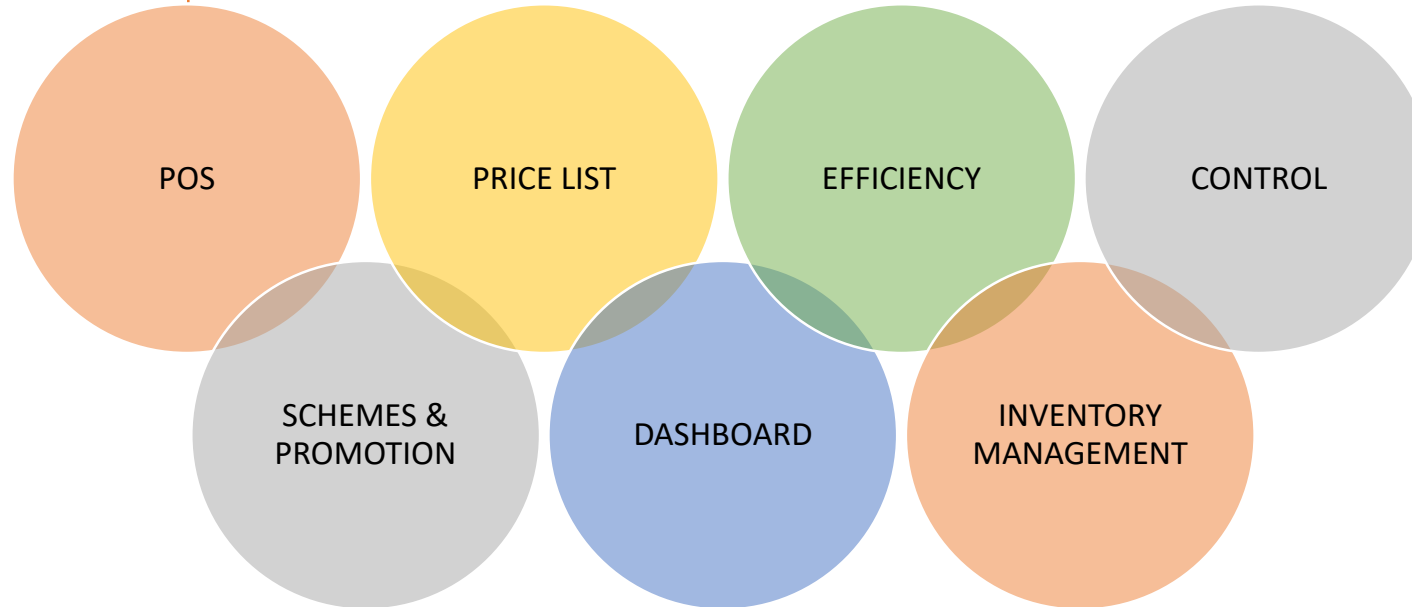 POS
PRICE LIST
EFFICIENCY
CONTROL
SCHEMES &
PROMOTION
DASHBOARD
INVENTORY
MANAGEMENT